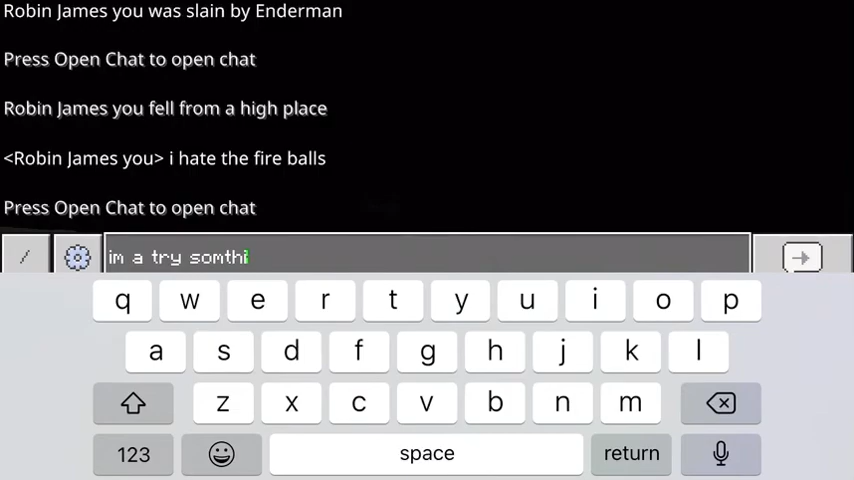 Robin James you was slain by Enderman
Press Open Chat to open chat
Robin James you fell from a high place
<Robin James you> i hate the fire balls
Press Open Chat to open chat
/ im a try somthi
q w e r t y u i o p
a s d f g h j k l
z x c v b n m
123 space return